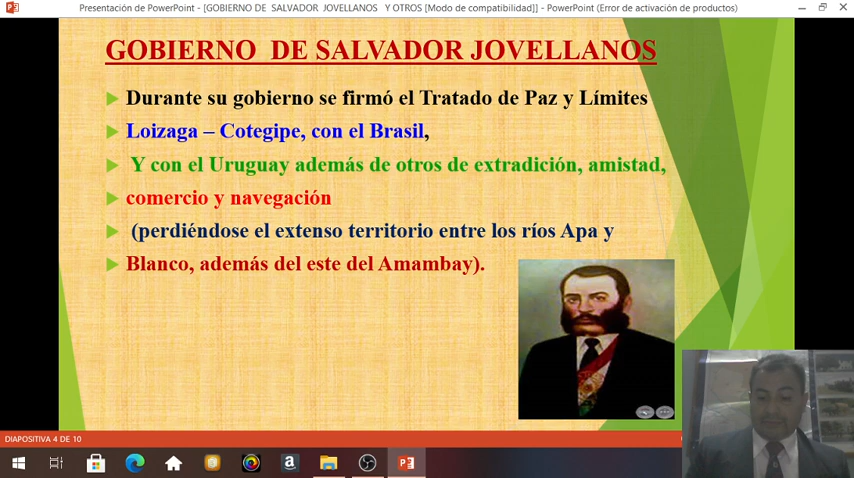 Presentación de PowerPoint - [GOBIERNO DE SALVADOR JOVELLANOS Y OTROS [Modo de compatibilidad]] - PowerPoint (Error de activación de productos)
GOBIERNO DE SALVADOR JOVELLANOS
Durante su gobierno se firmó el Tratado de Paz y Límites
Loizaga – Cotegipe, con el Brasil,
Y con el Uruguay además de otros de extradición, amistad,
comercio y navegación
(perdiéndose el extenso territorio entre los ríos Apa y
Blanco, además del este del Amambay).
DIAPOSITIVA 4 DE 10